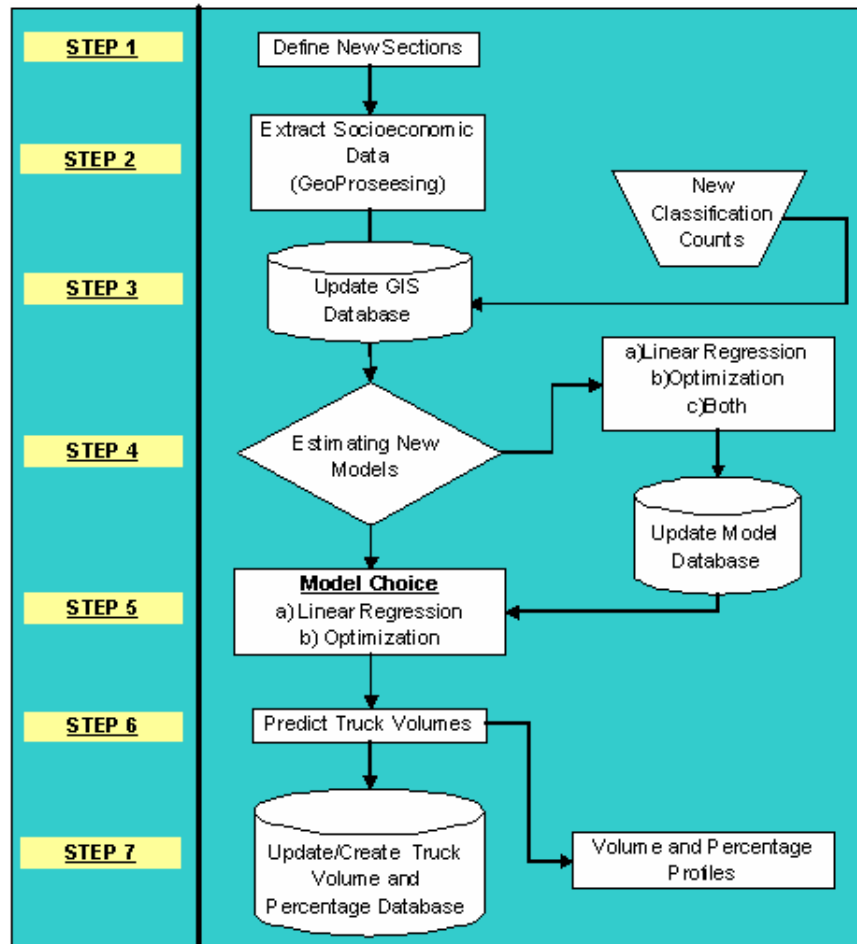 STEP 1
Define New Sections
STEP 2
Extract Socioeconomic
Data
(GeoProseesing)
New
Classification
Counts
STEP 3
Update GIS
Database
a)Linear Regression
b)Optimization
c)Both
STEP 4
Estimating New
Models
Update Model
Database
STEP 5
Model Choice
a) Linear Regression
b) Optimization
STEP 6
Predict Truck Volumes
STEP 7
Update/Create Truck
Volume and
Percentage Database
Volume and Percentage
Profiles